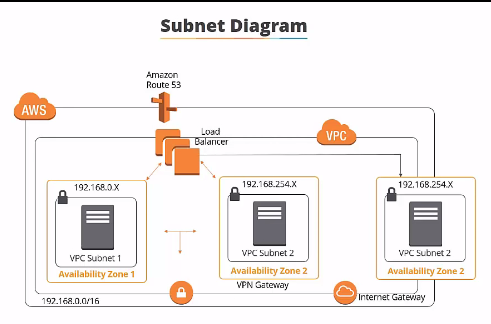 Subnet Diagram
Amazon
Route 53
AWS
Load
Balancer
VPC
192.168.0.X
192.168.254.X
192.168.254.X
VPC Subnet 1
VPC Subnet 2
VPC Subnet 2
Availability Zone 1
Availability Zone 2
Availability Zone 2
VPN Gateway
Internet Gateway
192.168.0.0/16